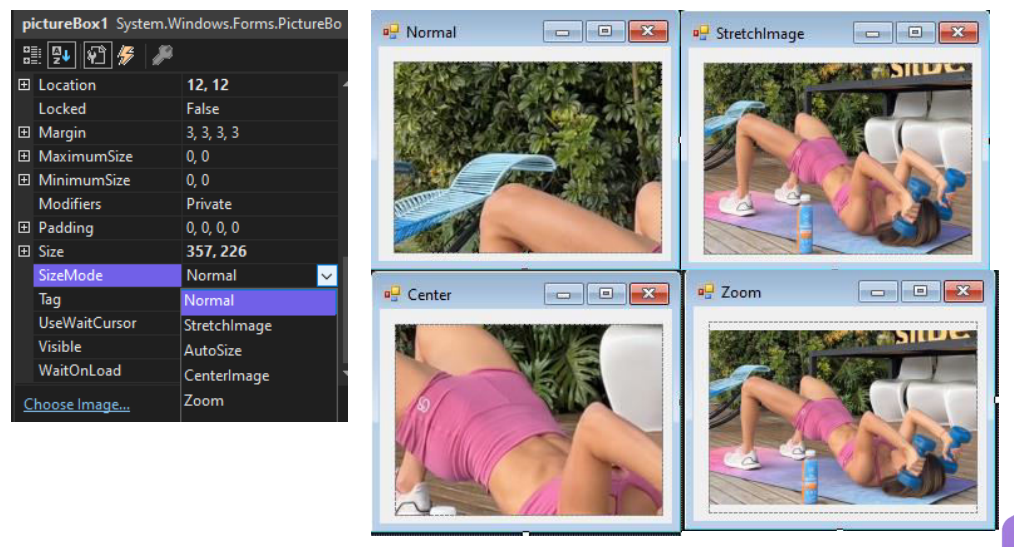 pictureBox1 System.Windows.Forms.PictureBo
Location 12, 12
Locked False
Margin 3, 3, 3, 3
MaximumSize 0, 0
MinimumSize 0, 0
Modifiers Private
Padding 0, 0, 0, 0
Size 357, 226
SizeMode Normal
Tag Normal
UseWaitCursor StretchImage
Visible AutoSize
WaitOnLoad CenterImage
Zoom
Choose Image...
Normal
StretchImage
Center
Zoom